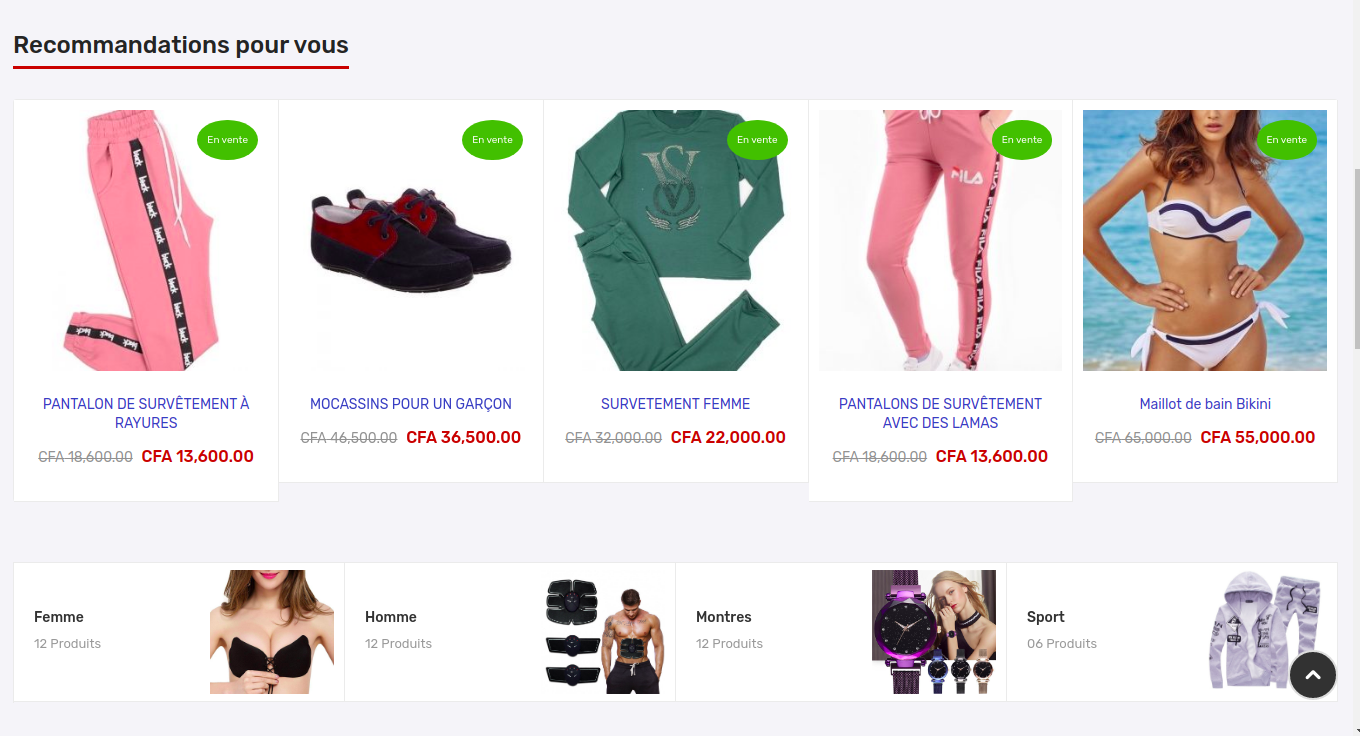 Recommandations pour vous
En vente
En vente
En vente
En vente
En vente
FILA
PANTALON DE SURVÊTEMENT À
RAYURES
CFA 18,600.00 CFA 13,600.00
MOCASSINS POUR UN GARÇON
CFA 46,500.00 CFA 36,500.00
SURVETEMENT FEMME
CFA 32,000.00 CFA 22,000.00
PANTALONS DE SURVÊTEMENT
AVEC DES LAMAS
CFA 18,600.00 CFA 13,600.00
Maillot de bain Bikini
CFA 65,000.00 CFA 55,000.00
Femme
12 Produits
Homme
12 Produits
Montres
12 Produits
Sport
06 Produits